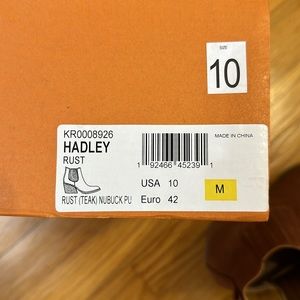 SIZE
10
KR0008926
HADLEY
RUST
MADE IN CHINA
1 92466 45239 1
USA 10
M
RUST (TEAK) NUBUCK PU
Euro 42